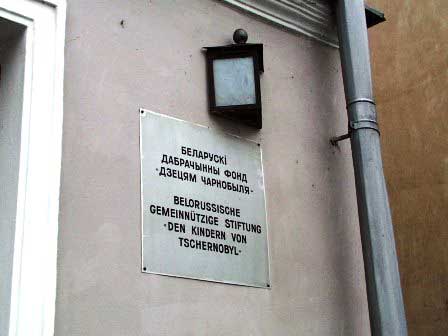 БЕЛАРУСКІ
ДАБРАЧЫННЫ ФОНД
"ДЗЕЦЯМ ЧАРНОБЫЛЯ"
BELORUSSISCHE
GEMEINNÜTZIGE STIFTUNG
"DEN KINDERN VON
TSCHERNOBYL"